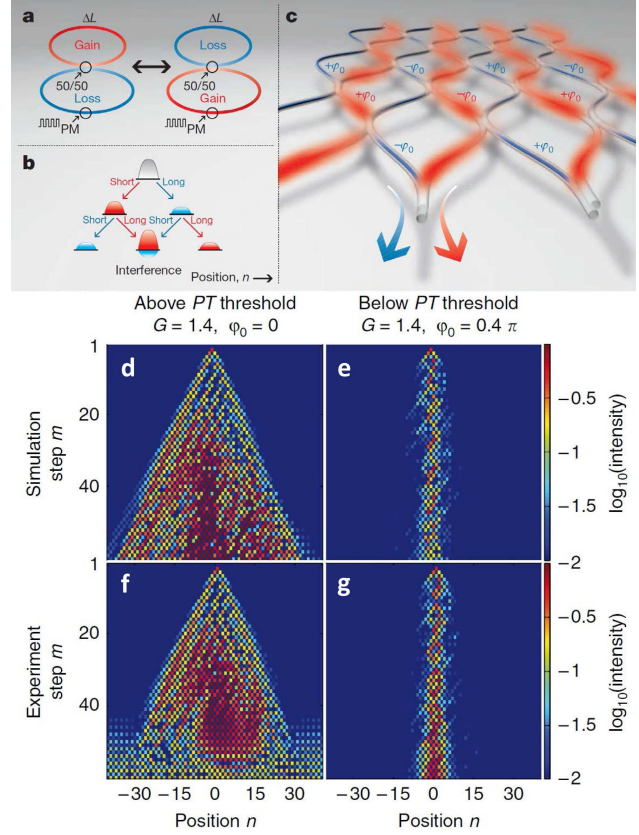 a
ΔL
ΔL
Gain
Loss
50/50
50/50
Loss
Gain
PM
PM
b
Short
Long
Short
Long
Short
Long
Interference
Position, n
c
+φ₀
-φ₀
-φ₀
+φ₀
-φ₀
+φ₀
-φ₀
+φ₀
Above PT threshold
G = 1.4, φ₀ = 0
Below PT threshold
G = 1.4, φ₀ = 0.4 π
d
e
1
20
40
1
Simulation
step m
−0.5
−1
−1.5
−2
log₁₀(intensity)
f
g
20
40
Experiment
step m
−0.5
−1
−1.5
−2
log₁₀(intensity)
−30
−15
0
15
30
−30
−15
0
15
30
Position n
Position n